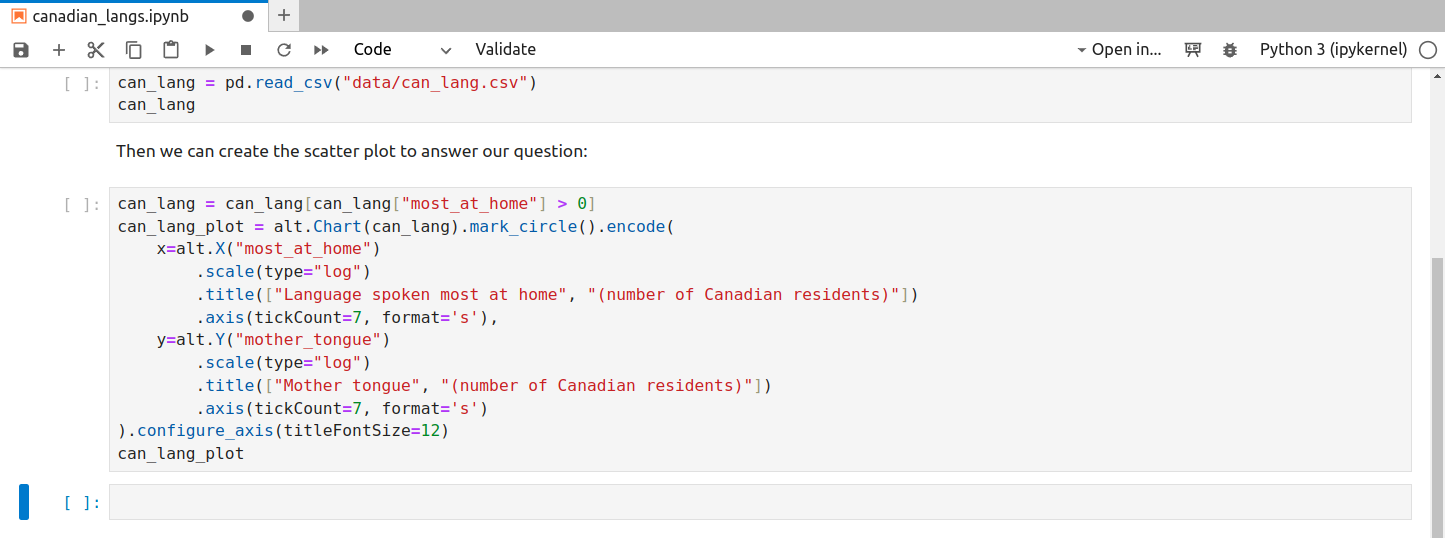 canadian_langs.ipynb
Code
Validate
Open in...
Python 3 (ipykernel)
[ ]:
can_lang = pd.read_csv("data/can_lang.csv")
can_lang
Then we can create the scatter plot to answer our question:
[ ]:
can_lang = can_lang[can_lang["most_at_home"] > 0]
can_lang_plot = alt.Chart(can_lang).mark_circle().encode(
    x=alt.X("most_at_home")
        .scale(type="log")
        .title(["Language spoken most at home", "(number of Canadian residents)"])
        .axis(tickCount=7, format='s'),
    y=alt.Y("mother_tongue")
        .scale(type="log")
        .title(["Mother tongue", "(number of Canadian residents)"])
        .axis(tickCount=7, format='s')
).configure_axis(titleFontSize=12)
can_lang_plot
[ ]: